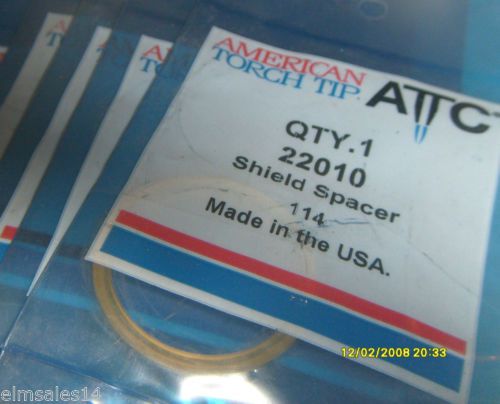 AMERICAN
TORCH TIP
ATTC
QTY.1
22010
Shield Spacer
114
Made in the USA.
12/02/2008 20:33
elmsales14